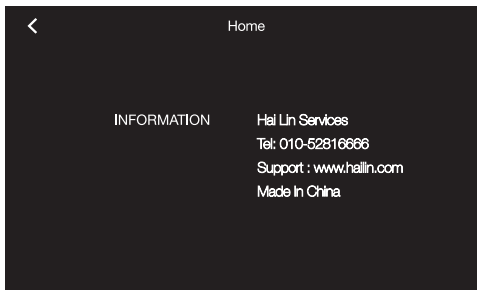 Home
INFORMATION
Hai Lin Services
Tel: 010-52816666
Support : www.hailin.com
Made In China